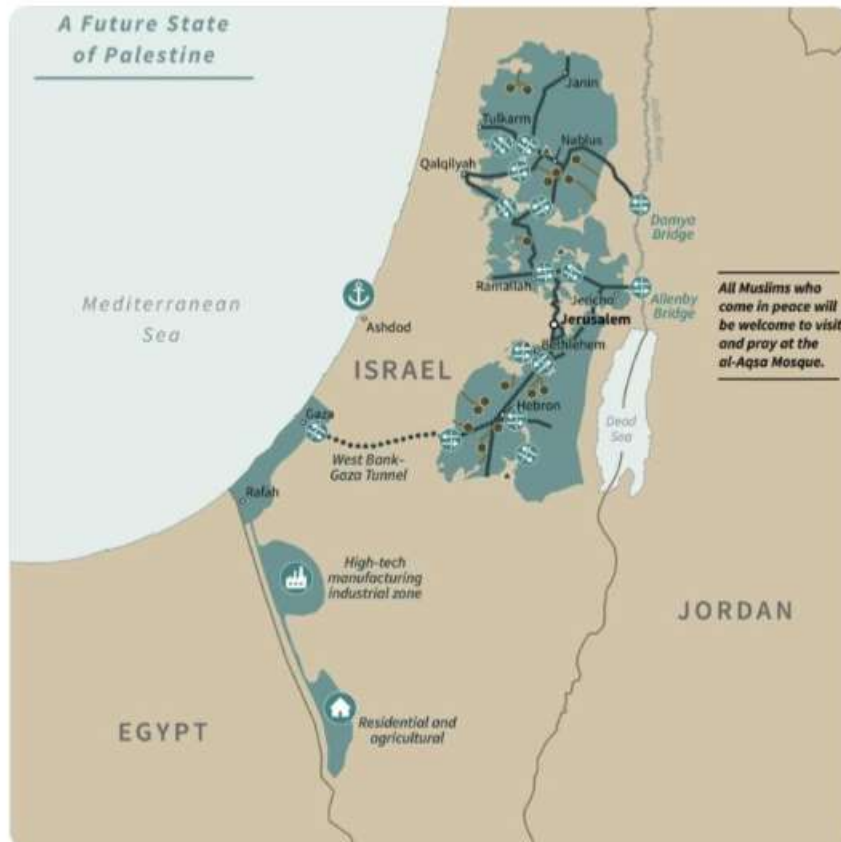 A Future State
of Palestine
Janin
Tulkarm
Nablus
Qalqilyah
Jordan River
Damya
Bridge
Ramallah
Jericho
Allenby
Bridge
Jerusalem
Bethlehem
All Muslims who
come in peace will
be welcome to visit
and pray at the
al-Aqsa Mosque.
Mediterranean
Sea
Ashdod
ISRAEL
Hebron
Dead
Sea
Gaza
West Bank-
Gaza Tunnel
Rafah
High-tech
manufacturing
industrial zone
JORDAN
EGYPT
Residential and
agricultural